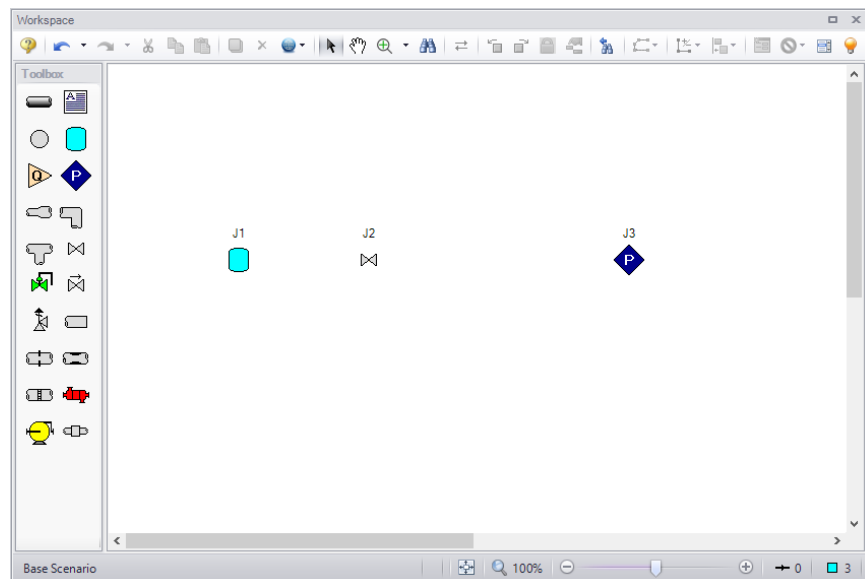 Workspace
Toolbox
A
Q P
J1 J2 J3
P
Base Scenario 100% 0 3